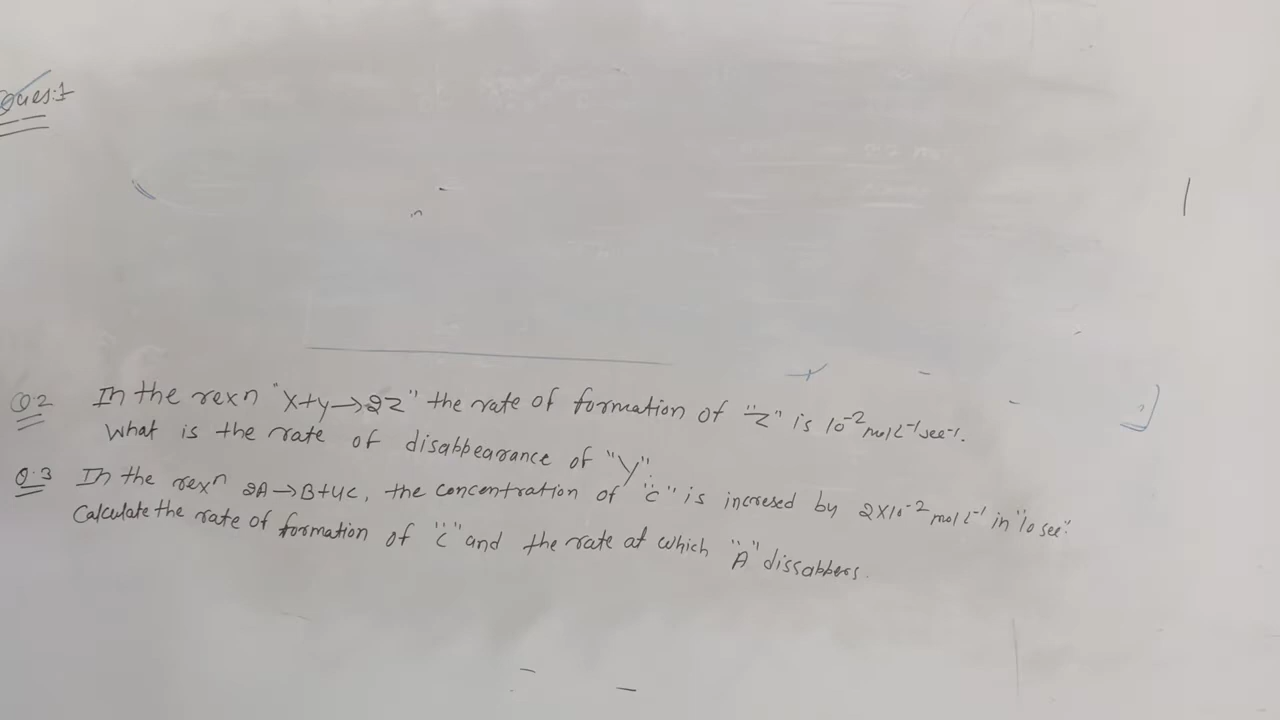 Ques:1
Q.2 In the rexn "X+y→2Z" the rate of formation of "Z" is 10⁻² mol L⁻¹ sec⁻¹.
What is the rate of disabbearance of "Y".
Q.3 In the rexn 2A→B+4C, the concentration of "C" is incresed by 2×10⁻² mol L⁻¹ in "10 sec".
Calculate the rate of formation of "C" and the rate at which "A" dissabbers.